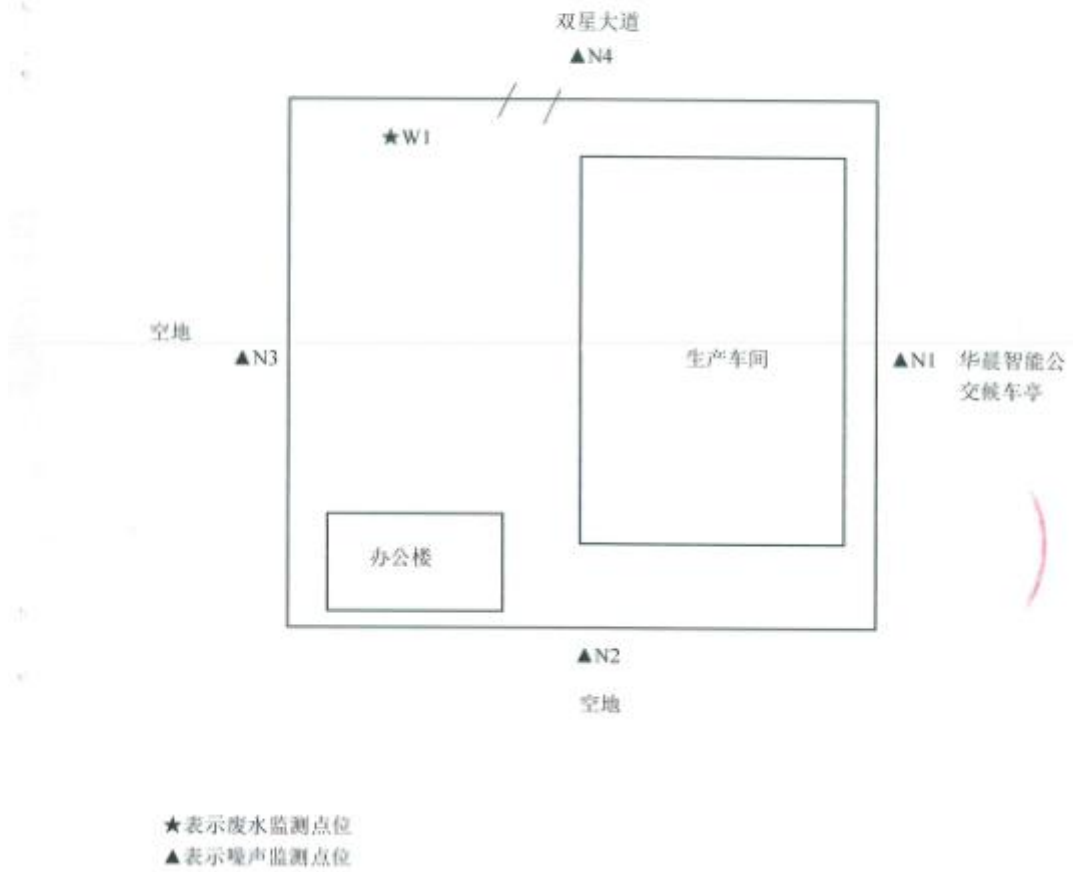 双星大道
▲N4
★W1
空地
▲N3
生产车间
▲N1 华晨智能公
交候车亭
办公楼
▲N2
空地
★表示废水监测点位
▲表示噪声监测点位